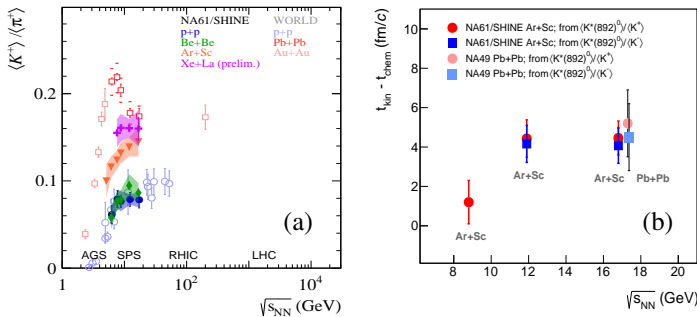 ⟨K⁺⟩ / ⟨π⁺⟩
NA61/SHINE WORLD
p+p p+p
Be+Be Pb+Pb
Ar+Sc Au+Au
Xe+La (prelim.)
0.2
0.1
0
(a)
AGS SPS RHIC LHC
1 10² 10⁴
√s_NN (GeV)
t_kin - t_chem (fm/c)
NA61/SHINE Ar+Sc; from ⟨K*(892)⁰⟩/⟨K⁺⟩
NA61/SHINE Ar+Sc; from ⟨K*(892)⁰⟩/⟨K⁻⟩
NA49 Pb+Pb; from ⟨K*(892)⁰⟩/⟨K⁺⟩
NA49 Pb+Pb; from ⟨K*(892)⁰⟩/⟨K⁻⟩
10
8
6
4
2
0
Ar+Sc Ar+Sc Ar+Sc Pb+Pb
(b)
8 10 12 14 16 18 20
√s_NN (GeV)